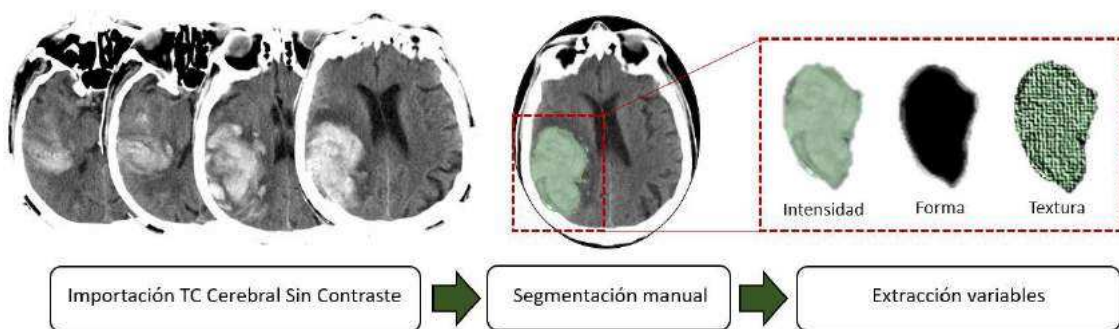 Intensidad
Forma
Textura
Importación TC Cerebral Sin Contraste
Segmentación manual
Extracción variables